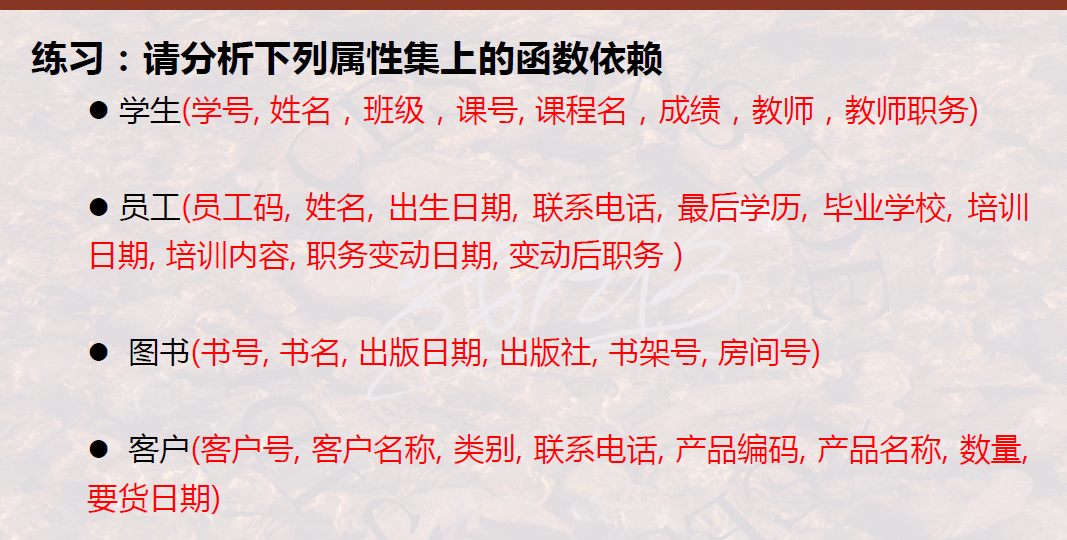 练习：请分析下列属性集上的函数依赖
● 学生(学号, 姓名，班级，课号, 课程名，成绩，教师，教师职务)
● 员工(员工码, 姓名, 出生日期, 联系电话, 最后学历, 毕业学校, 培训
日期, 培训内容, 职务变动日期, 变动后职务 )
● 图书(书号, 书名, 出版日期, 出版社, 书架号, 房间号)
● 客户(客户号, 客户名称, 类别, 联系电话, 产品编码, 产品名称, 数量,
要货日期)